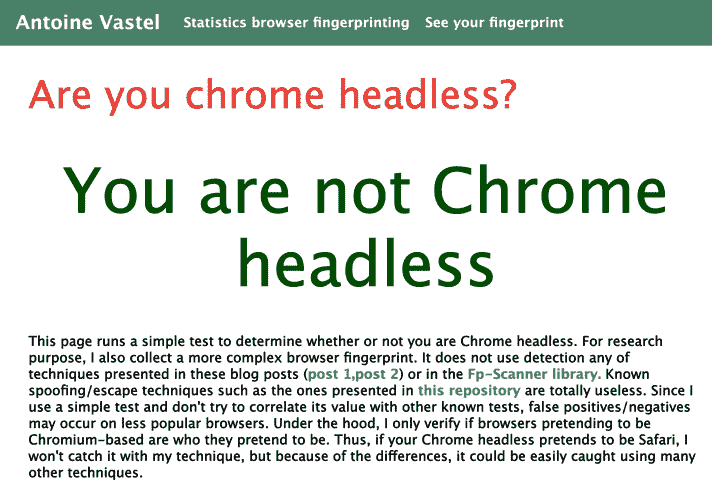 Antoine Vastel Statistics browser fingerprinting See your fingerprint
Are you chrome headless?
You are not Chrome
headless
This page runs a simple test to determine whether or not you are Chrome headless. For research
purpose, I also collect a more complex browser fingerprint. It does not use detection any of
techniques presented in these blog posts (post 1,post 2) or in the Fp-Scanner library. Known
spoofing/escape techniques such as the ones presented in this repository are totally useless. Since I
use a simple test and don't try to correlate its value with other known tests, false positives/negatives
may occur on less popular browsers. Under the hood, I only verify if browsers pretending to be
Chromium-based are who they pretend to be. Thus, if your Chrome headless pretends to be Safari, I
won't catch it with my technique, but because of the differences, it could be easily caught using many
other techniques.